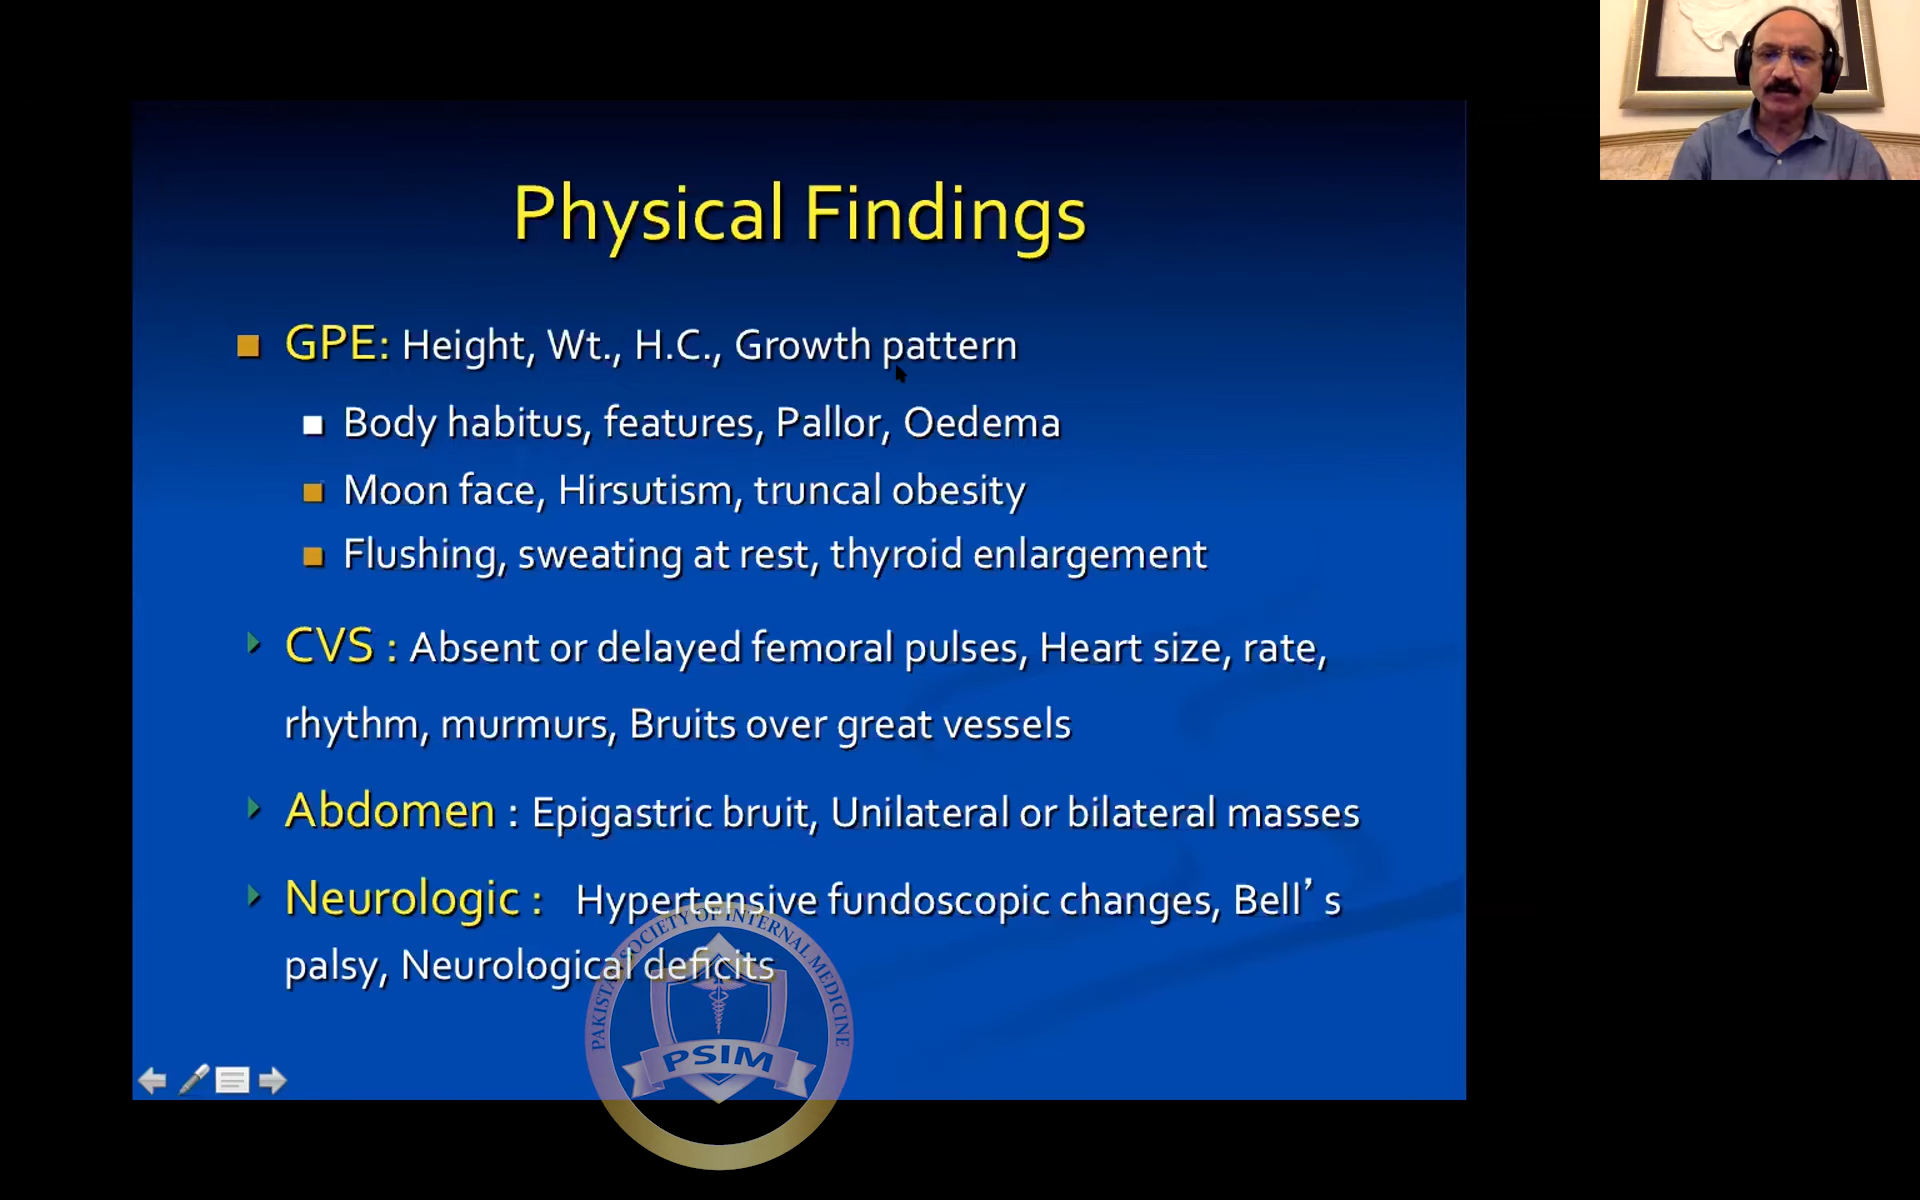 Physical Findings
GPE: Height, Wt., H.C., Growth pattern
Body habitus, features, Pallor, Oedema
Moon face, Hirsutism, truncal obesity
Flushing, sweating at rest, thyroid enlargement
CVS : Absent or delayed femoral pulses, Heart size, rate,
rhythm, murmurs, Bruits over great vessels
Abdomen : Epigastric bruit, Unilateral or bilateral masses
Neurologic : Hypertensive fundoscopic changes, Bell’s
palsy, Neurological deficits
PAKISTAN SOCIETY OF INTERNAL MEDICINE
PSIM